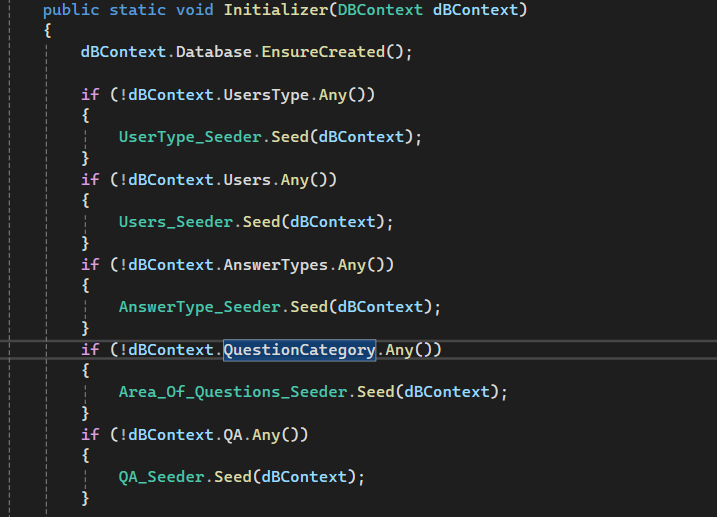 public static void Initializer(DBContext dBContext)
{
dBContext.Database.EnsureCreated();
if (!dBContext.UsersType.Any())
{
UserType_Seeder.Seed(dBContext);
}
if (!dBContext.Users.Any())
{
Users_Seeder.Seed(dBContext);
}
if (!dBContext.AnswerTypes.Any())
{
AnswerType_Seeder.Seed(dBContext);
}
if (!dBContext.QuestionCategory.Any())
{
Area_Of_Questions_Seeder.Seed(dBContext);
}
if (!dBContext.QA.Any())
{
QA_Seeder.Seed(dBContext);
}